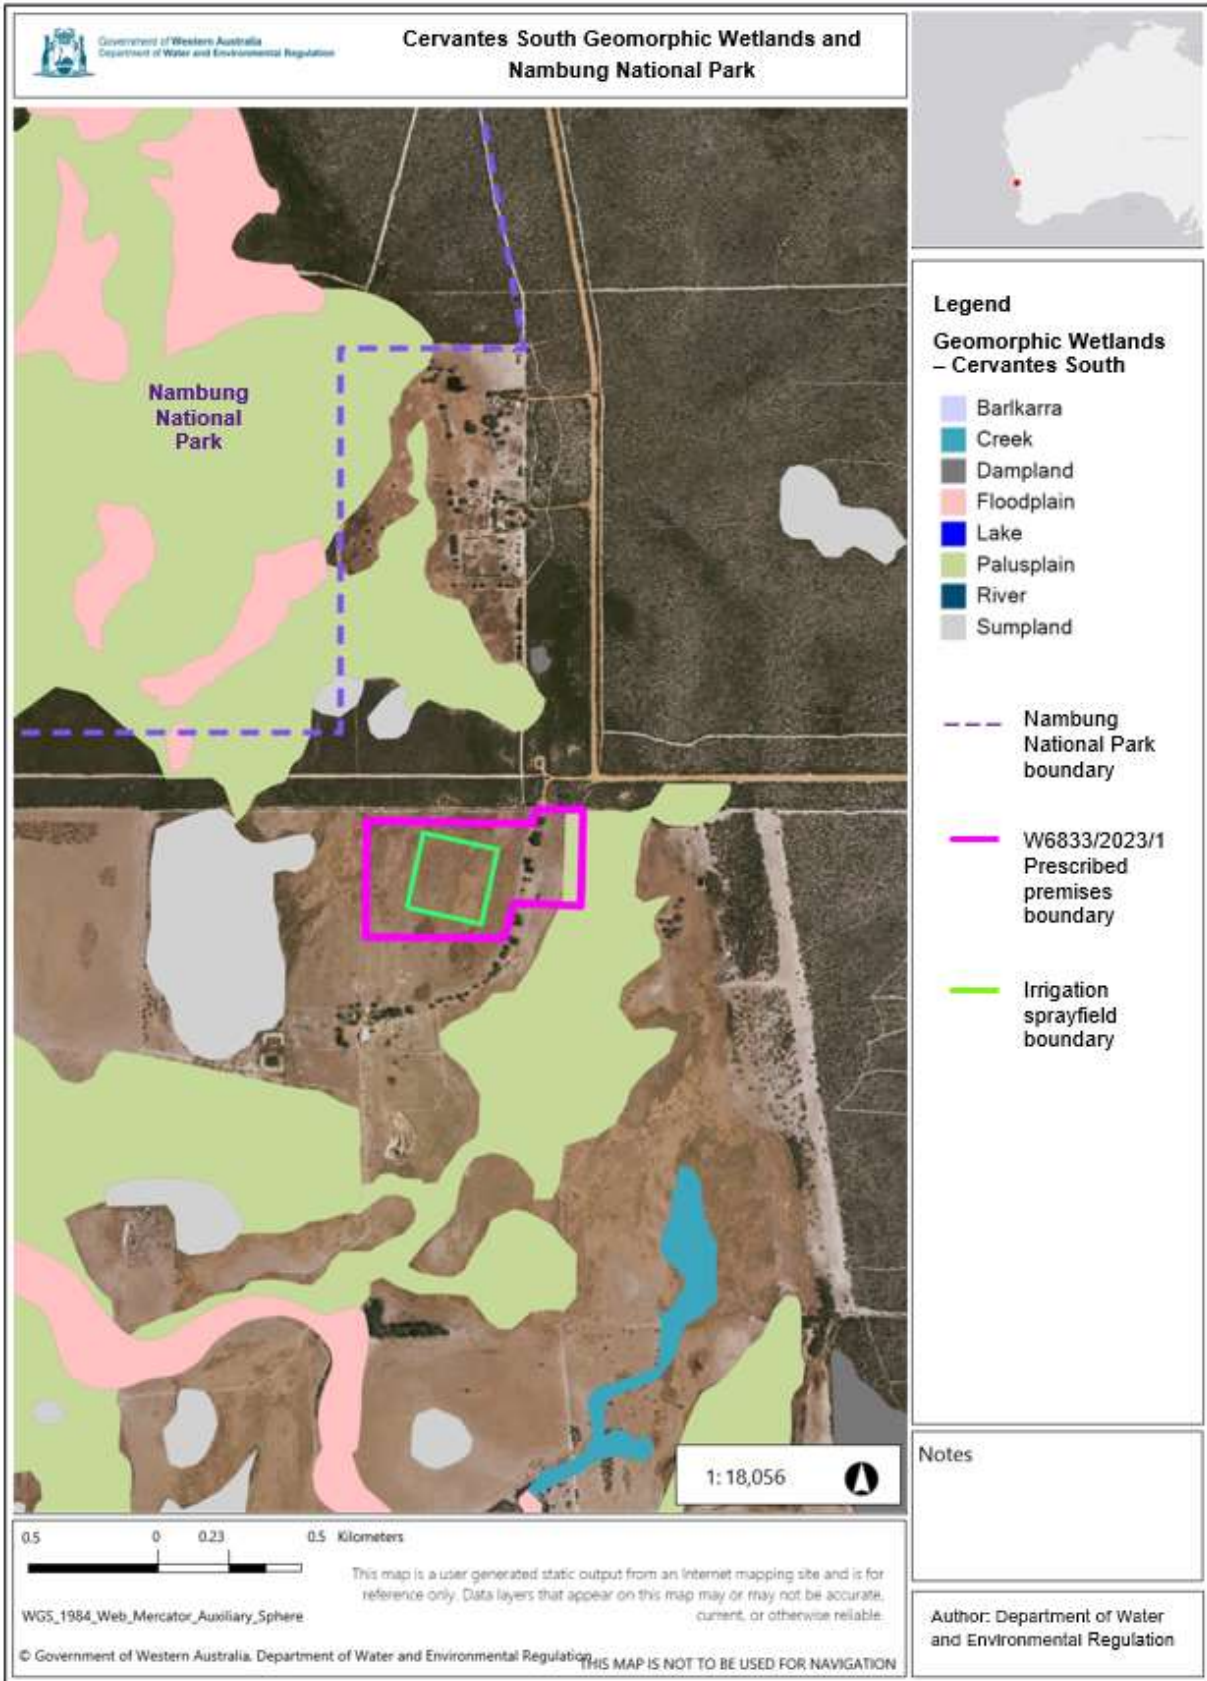 Government of Western Australia
Department of Water and Environmental Regulation
Cervantes South Geomorphic Wetlands and
Nambung National Park
Nambung
National
Park
Legend
Geomorphic Wetlands
– Cervantes South
Barlkarra
Creek
Dampland
Floodplain
Lake
Palusplain
River
Sumpland
Nambung
National Park
boundary
W6833/2023/1
Prescribed
premises
boundary
Irrigation
sprayfield
boundary
1: 18,056
Notes
0.5 0 0.23 0.5 Kilometers
This map is a user generated static output from an Internet mapping site and is for
reference only. Data layers that appear on this map may or may not be accurate,
current, or otherwise reliable.
WGS_1984_Web_Mercator_Auxiliary_Sphere
© Government of Western Australia. Department of Water and Environmental Regulation
THIS MAP IS NOT TO BE USED FOR NAVIGATION
Author: Department of Water
and Environmental Regulation